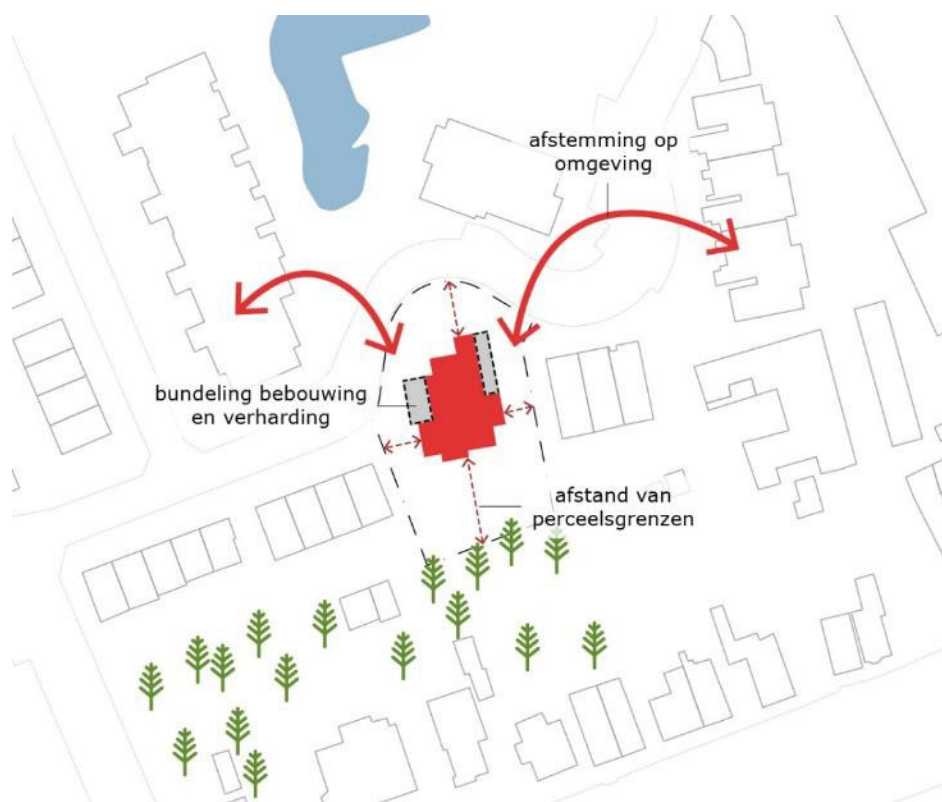 afstemming op
omgeving
bundeling bebouwing
en verharding
afstand van
perceelsgrenzen